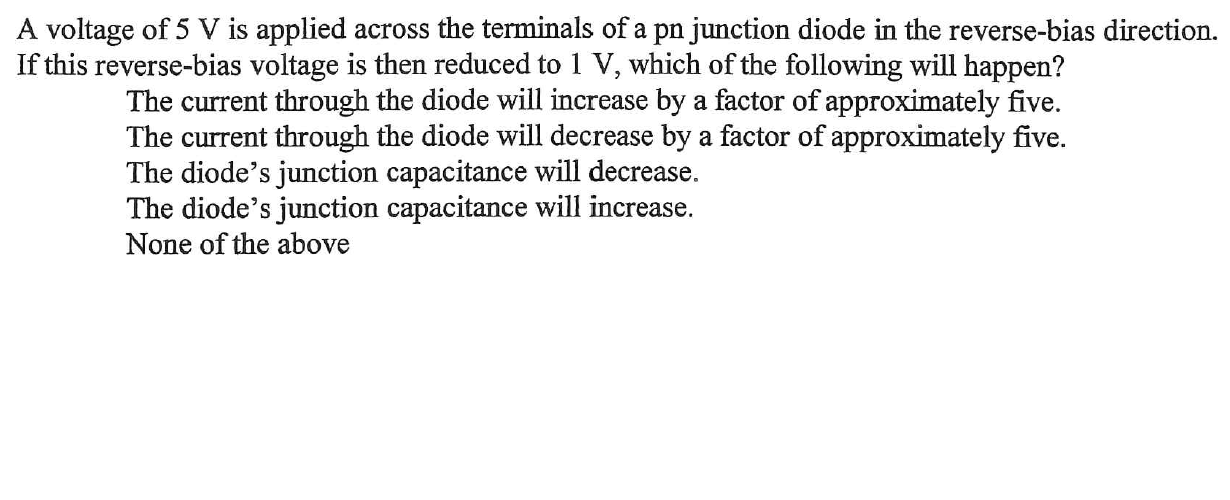 A voltage of 5 V is applied across the terminals of a pn junction diode in the reverse-bias direction.
If this reverse-bias voltage is then reduced to 1 V, which of the following will happen?
The current through the diode will increase by a factor of approximately five.
The current through the diode will decrease by a factor of approximately five.
The diode’s junction capacitance will decrease.
The diode’s junction capacitance will increase.
None of the above